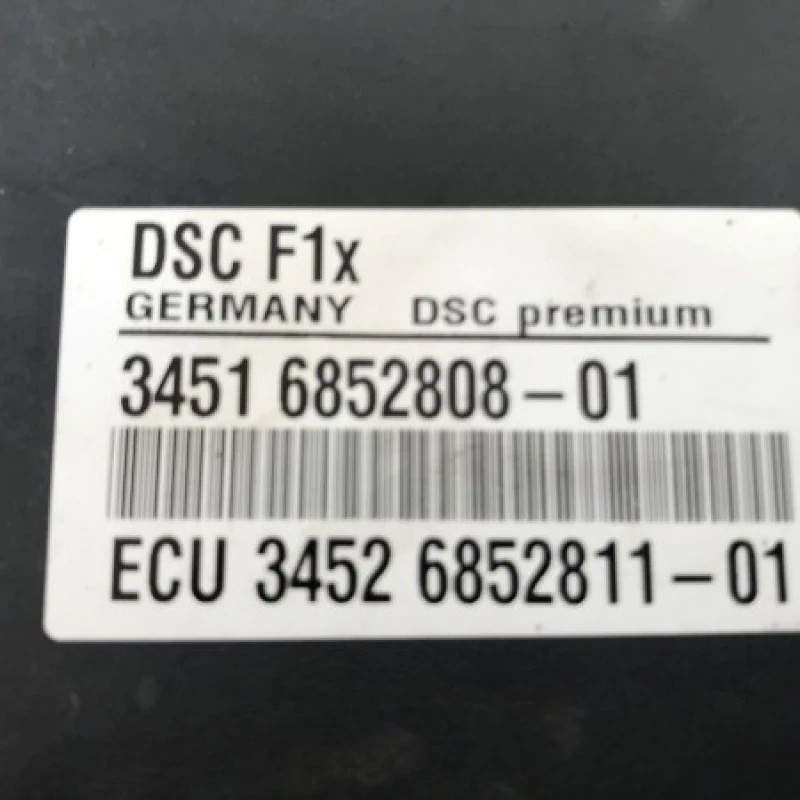 DSC F1x
GERMANY DSC premium
3451 6852808-01
ECU 3452 6852811-01